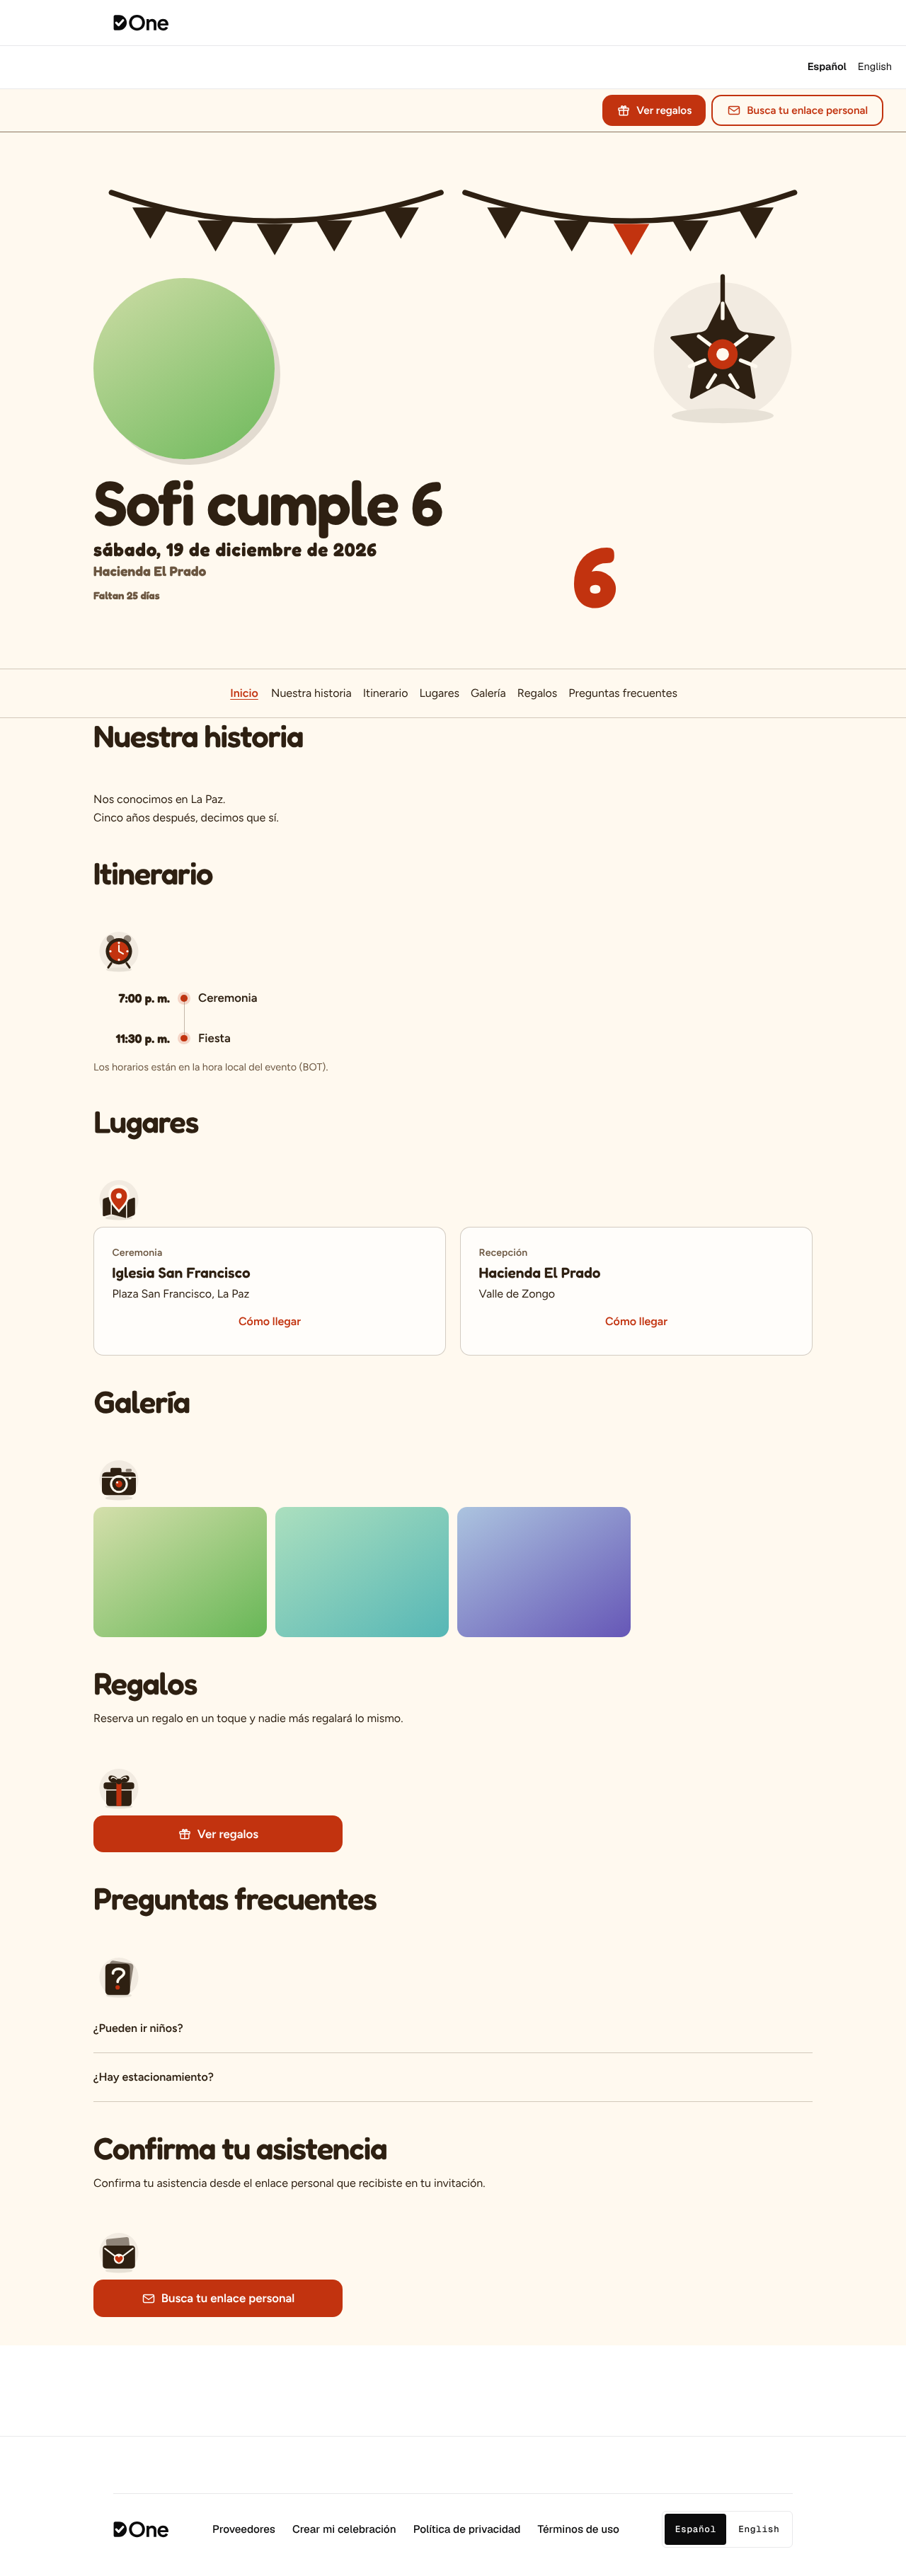 DOne
Español English
Ver regalos Busca tu enlace personal
Sofi cumple 6
sábado, 19 de diciembre de 2026
Hacienda El Prado
Faltan 25 días
6
Inicio Nuestra historia Itinerario Lugares Galería Regalos Preguntas frecuentes
Nuestra historia
Nos conocimos en La Paz.
Cinco años después, decimos que sí.
Itinerario
7:00 p. m. Ceremonia
11:30 p. m. Fiesta
Los horarios están en la hora local del evento (BOT).
Lugares
Ceremonia
Iglesia San Francisco
Plaza San Francisco, La Paz
Cómo llegar
Recepción
Hacienda El Prado
Valle de Zongo
Cómo llegar
Galería
Regalos
Reserva un regalo en un toque y nadie más regalará lo mismo.
Ver regalos
Preguntas frecuentes
?
¿Pueden ir niños?
¿Hay estacionamiento?
Confirma tu asistencia
Confirma tu asistencia desde el enlace personal que recibiste en tu invitación.
Busca tu enlace personal
DOne Proveedores Crear mi celebración Política de privacidad Términos de uso Español English